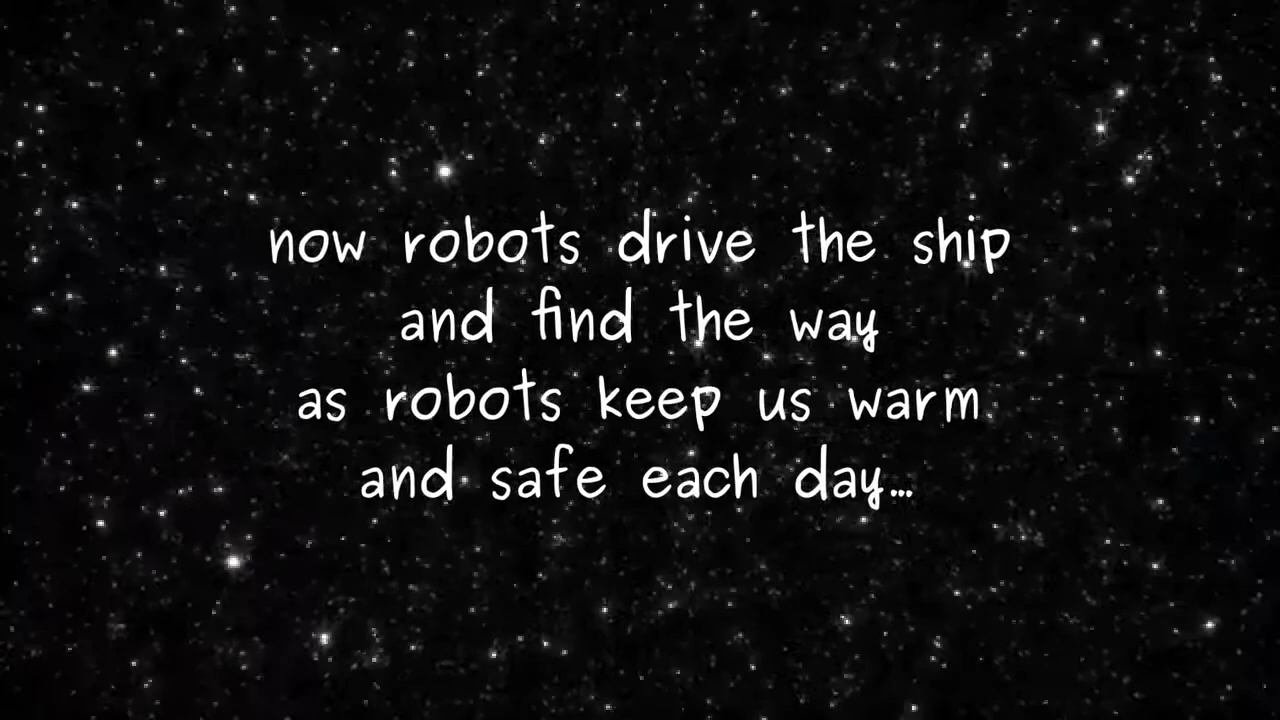 now robots drive the ship
and find the way
as robots keep us warm
and safe each day...